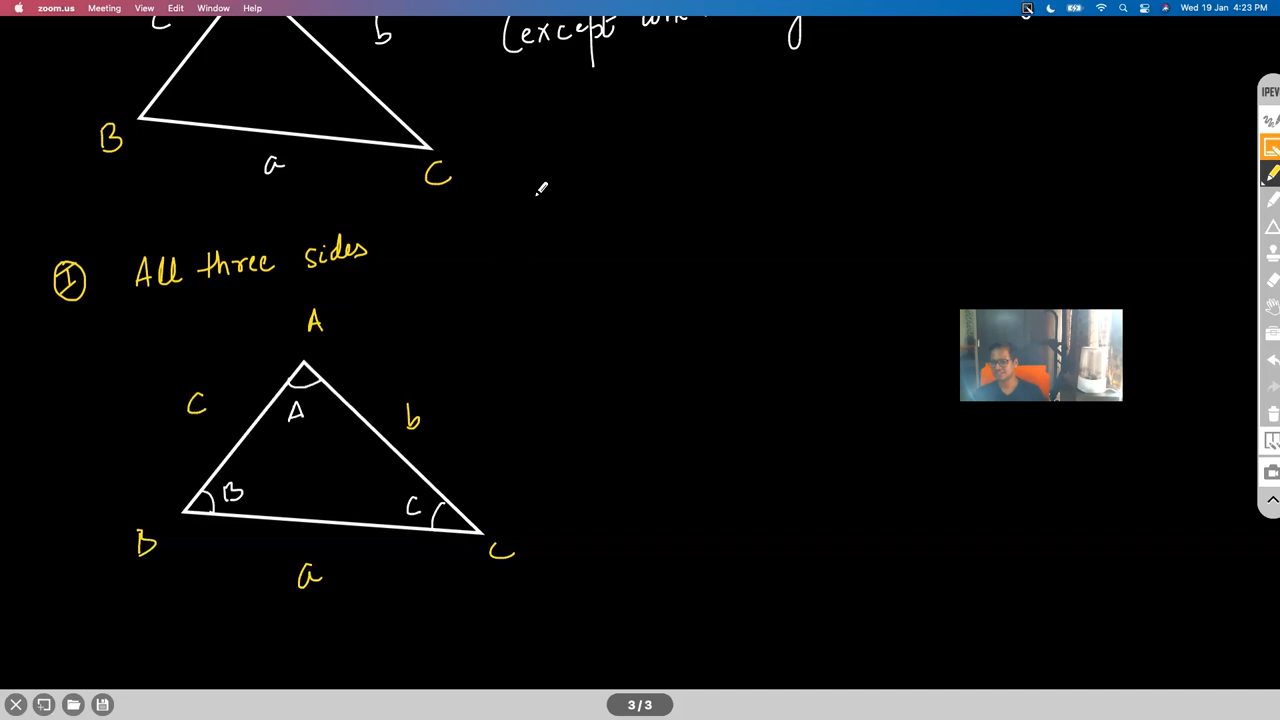 zoom.us Meeting View Edit Window Help Wed 19 Jan 4:23 PM
IPEV
c b (except
B
a
C
I All three sides
A
c b
A
B C
B C
a
3/3